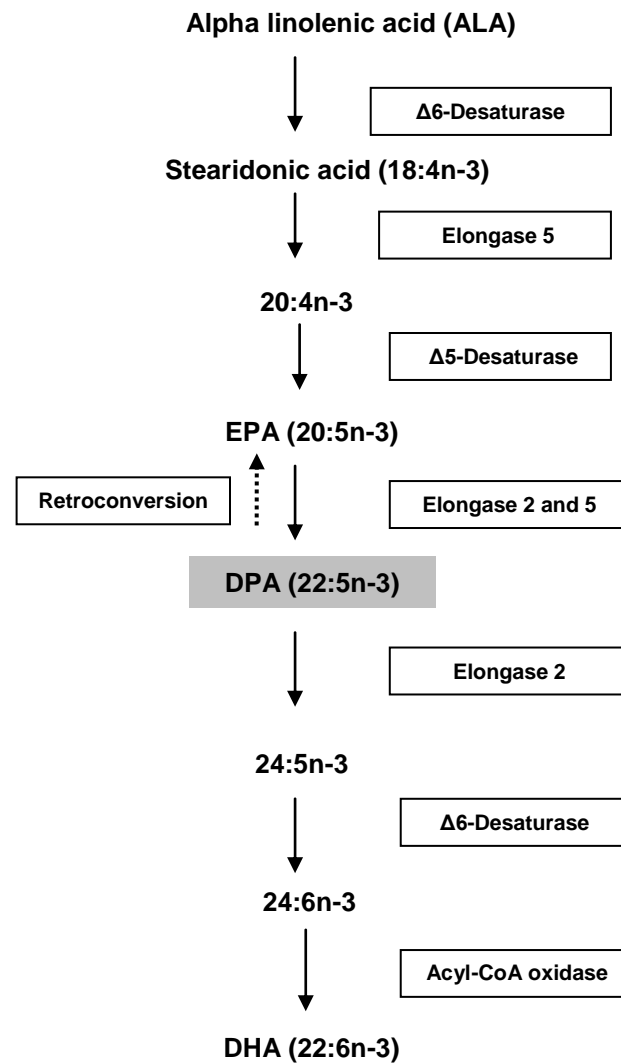 Alpha linolenic acid (ALA)
Δ6-Desaturase
Stearidonic acid (18:4n-3)
Elongase 5
20:4n-3
Δ5-Desaturase
EPA (20:5n-3)
Retroconversion
Elongase 2 and 5
DPA (22:5n-3)
Elongase 2
24:5n-3
Δ6-Desaturase
24:6n-3
Acyl-CoA oxidase
DHA (22:6n-3)